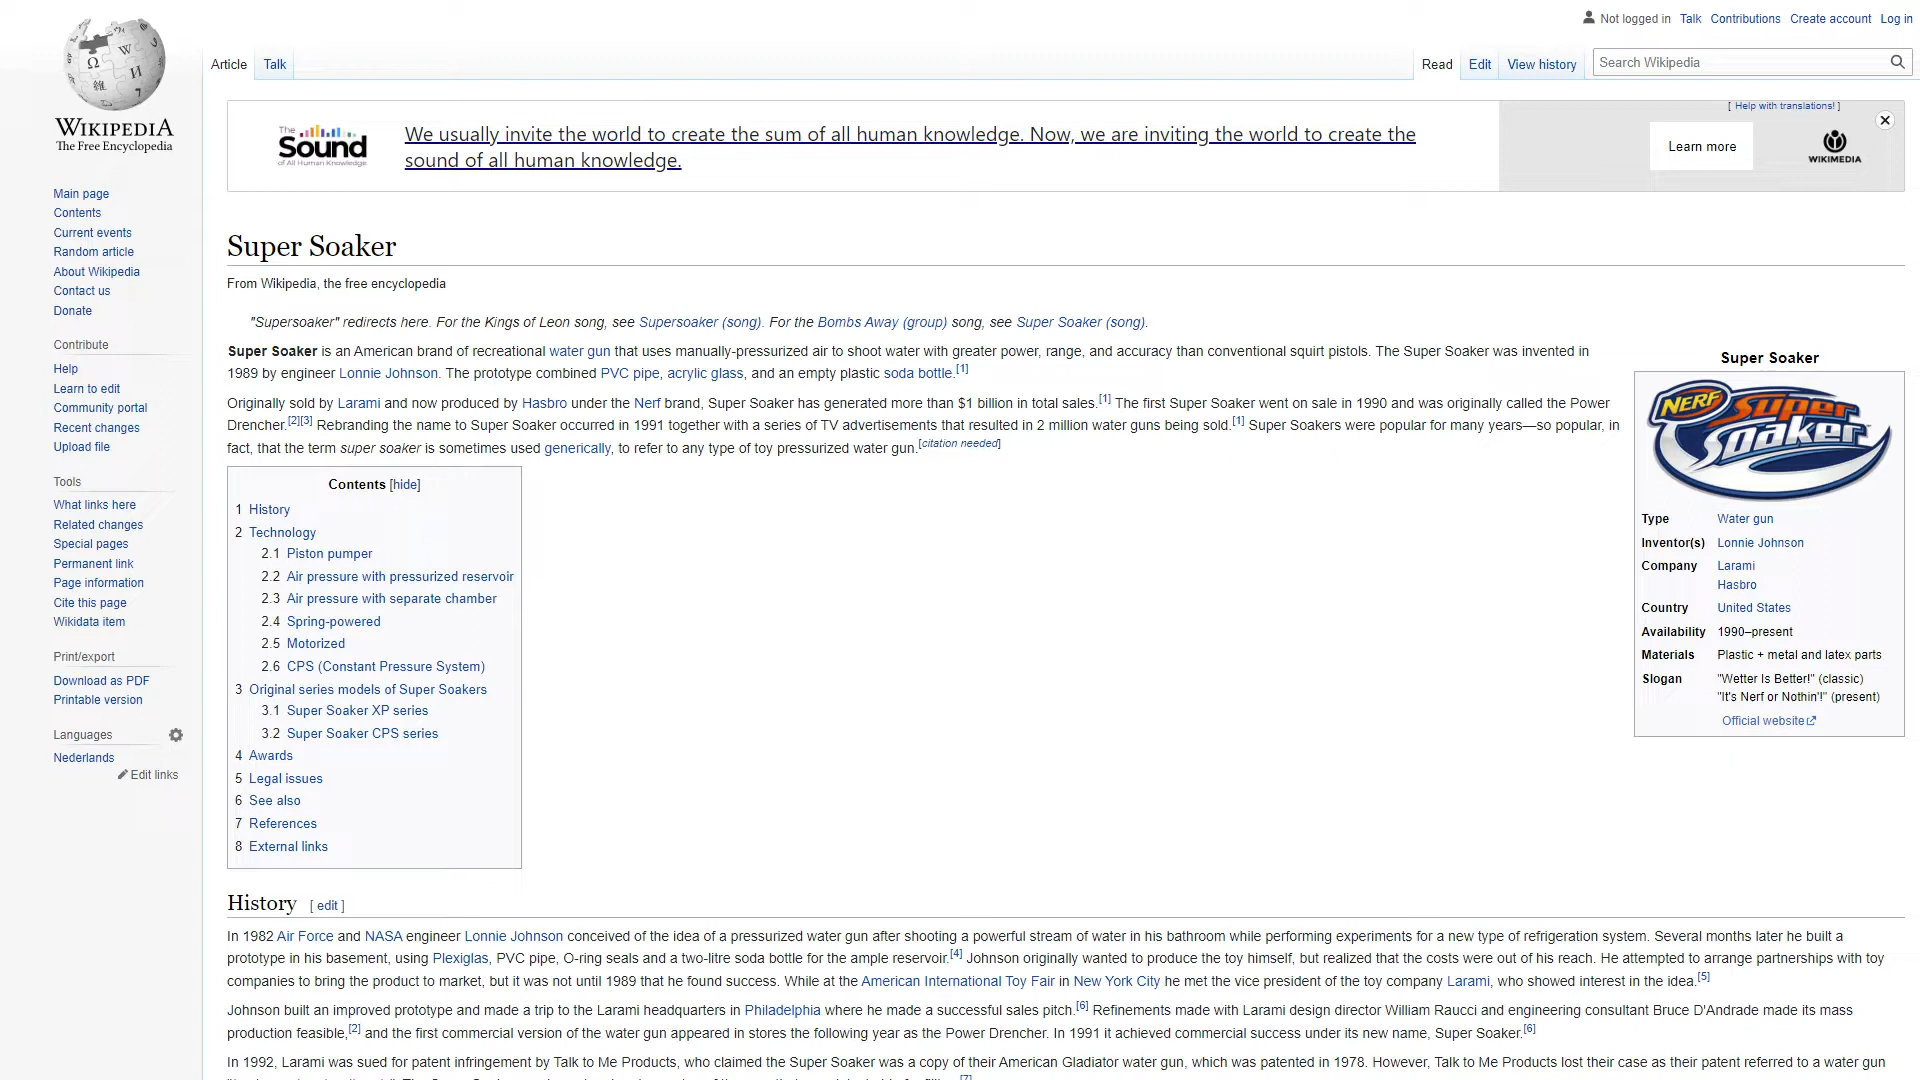 Not logged in Talk Contributions Create account Log in
Article Talk
Read Edit View history Search Wikipedia
WIKIPEDIA
The Free Encyclopedia
Main page
Contents
Current events
Random article
About Wikipedia
Contact us
Donate
Contribute
Help
Learn to edit
Community portal
Recent changes
Upload file
Tools
What links here
Related changes
Special pages
Permanent link
Page information
Cite this page
Wikidata item
Print/export
Download as PDF
Printable version
Languages
Nederlands
Edit links
The
Sound
of All Human Knowledge
We usually invite the world to create the sum of all human knowledge. Now, we are inviting the world to create the
sound of all human knowledge.
[ Help with translations! ]
Learn more
WIKIMEDIA
Super Soaker
From Wikipedia, the free encyclopedia
"Supersoaker" redirects here. For the Kings of Leon song, see Supersoaker (song). For the Bombs Away (group) song, see Super Soaker (song).
Super Soaker is an American brand of recreational water gun that uses manually-pressurized air to shoot water with greater power, range, and accuracy than conventional squirt pistols. The Super Soaker was invented in
1989 by engineer Lonnie Johnson. The prototype combined PVC pipe, acrylic glass, and an empty plastic soda bottle.[1]
Originally sold by Larami and now produced by Hasbro under the Nerf brand, Super Soaker has generated more than $1 billion in total sales.[1] The first Super Soaker went on sale in 1990 and was originally called the Power
Drencher.[2][3] Rebranding the name to Super Soaker occurred in 1991 together with a series of TV advertisements that resulted in 2 million water guns being sold.[1] Super Soakers were popular for many years—so popular, in
fact, that the term super soaker is sometimes used generically, to refer to any type of toy pressurized water gun.[citation needed]
Super Soaker
NERF Super
Soaker
Type Water gun
Inventor(s) Lonnie Johnson
Company Larami
Hasbro
Country United States
Availability 1990–present
Materials Plastic + metal and latex parts
Slogan "Wetter Is Better!" (classic)
"It's Nerf or Nothin'!" (present)
Official website
Contents [hide]
1 History
2 Technology
2.1 Piston pumper
2.2 Air pressure with pressurized reservoir
2.3 Air pressure with separate chamber
2.4 Spring-powered
2.5 Motorized
2.6 CPS (Constant Pressure System)
3 Original series models of Super Soakers
3.1 Super Soaker XP series
3.2 Super Soaker CPS series
4 Awards
5 Legal issues
6 See also
7 References
8 External links
History [ edit ]
In 1982 Air Force and NASA engineer Lonnie Johnson conceived of the idea of a pressurized water gun after shooting a powerful stream of water in his bathroom while performing experiments for a new type of refrigeration system. Several months later he built a
prototype in his basement, using Plexiglas, PVC pipe, O-ring seals and a two-litre soda bottle for the ample reservoir.[4] Johnson originally wanted to produce the toy himself, but realized that the costs were out of his reach. He attempted to arrange partnerships with toy
companies to bring the product to market, but it was not until 1989 that he found success. While at the American International Toy Fair in New York City he met the vice president of the toy company Larami, who showed interest in the idea.[5]
Johnson built an improved prototype and made a trip to the Larami headquarters in Philadelphia where he made a successful sales pitch.[6] Refinements made with Larami design director William Raucci and engineering consultant Bruce D'Andrade made its mass
production feasible,[2] and the first commercial version of the water gun appeared in stores the following year as the Power Drencher. In 1991 it achieved commercial success under its new name, Super Soaker.[6]
In 1992, Larami was sued for patent infringement by Talk to Me Products, who claimed the Super Soaker was a copy of their American Gladiator water gun, which was patented in 1978. However, Talk to Me Products lost their case as their patent referred to a water gun